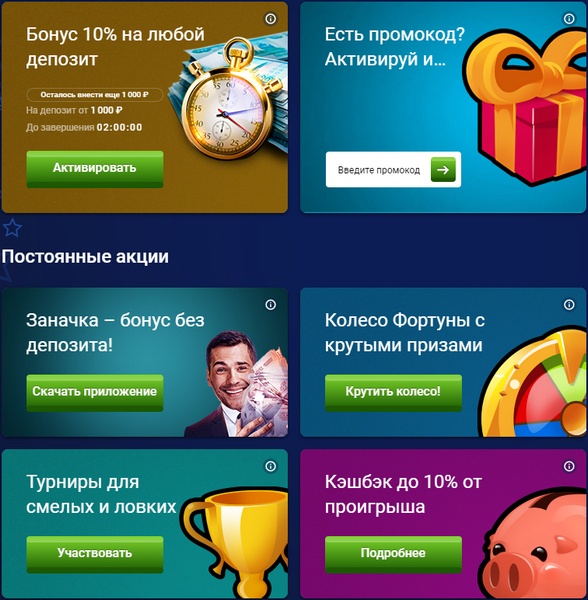 Бонус 10% на любой
депозит
Осталось внести еще 1 000 ₽
На депозит от 1 000 ₽
До завершения 02:00:00
Активировать
Есть промокод?
Активируй и...
Введите промокод
Постоянные акции
Заначка – бонус без
депозита!
Скачать приложение
Колесо Фортуны с
крутыми призами
Крутить колесо!
Турниры для
смелых и ловких
Участвовать
Кэшбэк до 10% от
проигрыша
Подробнее